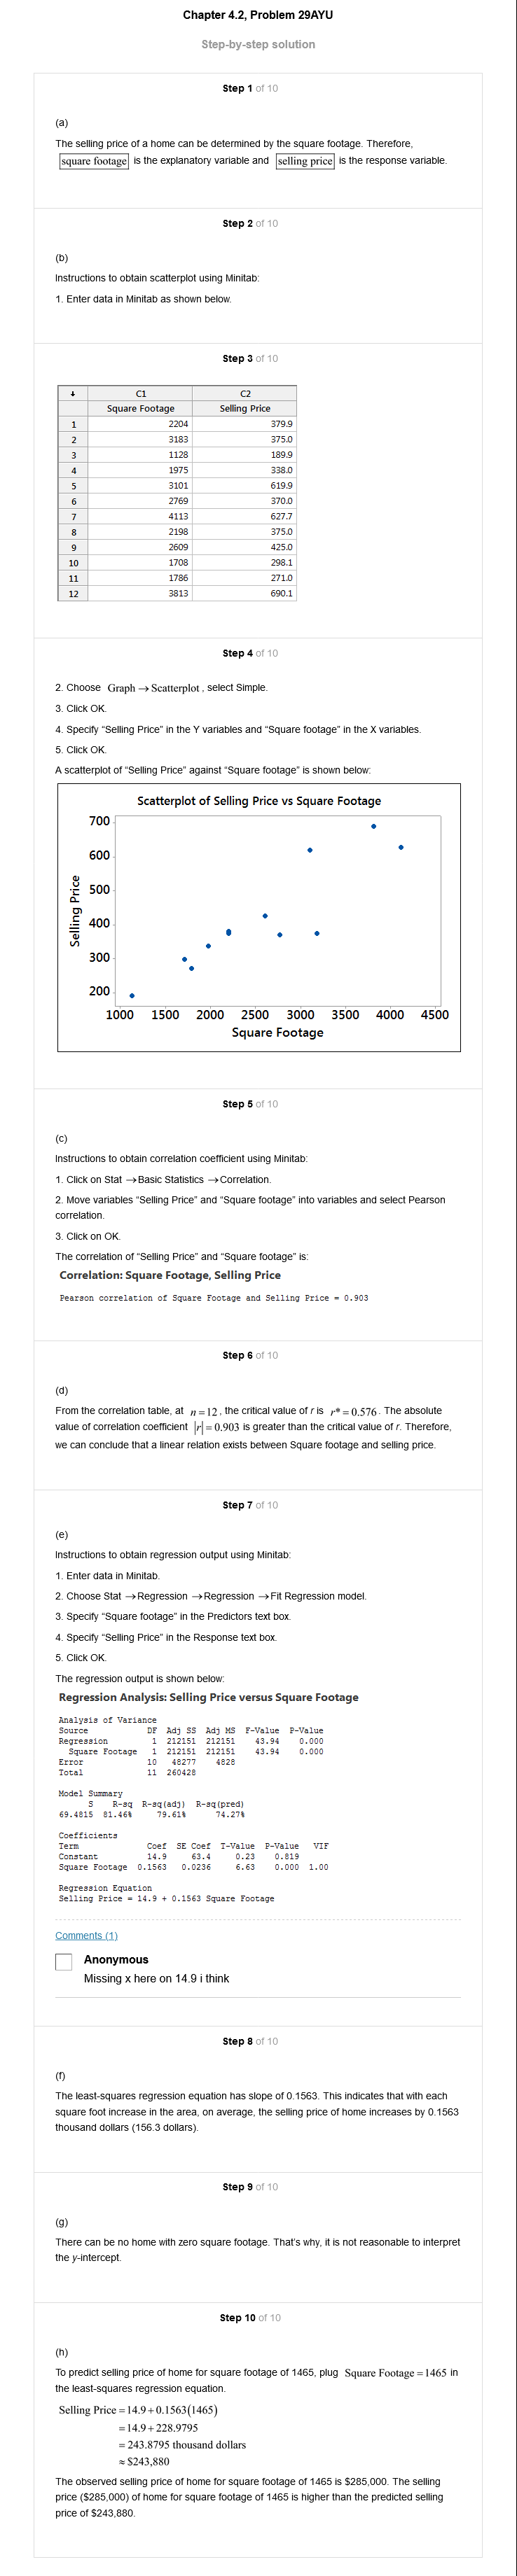 Chapter 4.2, Problem 29AYU
Step-by-step solution
Step 1 of 10
(a)
The selling price of a home can be determined by the square footage. Therefore,
square footage is the explanatory variable and selling price is the response variable.
Step 2 of 10
(b)
Instructions to obtain scatterplot using Minitab:
1. Enter data in Minitab as shown below.
Step 3 of 10
C1 C2
Square Footage Selling Price
1 2204 379.9
2 3183 375.0
3 1128 189.9
4 1975 338.0
5 3101 619.9
6 2769 370.0
7 4113 627.7
8 2198 375.0
9 2609 425.0
10 1708 298.1
11 1786 271.0
12 3813 690.1
Step 4 of 10
2. Choose Graph → Scatterplot , select Simple.
3. Click OK.
4. Specify “Selling Price” in the Y variables and “Square footage” in the X variables.
5. Click OK.
A scatterplot of “Selling Price” against “Square footage” is shown below:
Scatterplot of Selling Price vs Square Footage
700
600
500
400
300
200
Selling Price
1000 1500 2000 2500 3000 3500 4000 4500
Square Footage
Step 5 of 10
(c)
Instructions to obtain correlation coefficient using Minitab:
1. Click on Stat →Basic Statistics →Correlation.
2. Move variables “Selling Price” and “Square footage” into variables and select Pearson
correlation.
3. Click on OK.
The correlation of “Selling Price” and “Square footage” is:
Correlation: Square Footage, Selling Price
Pearson correlation of Square Footage and Selling Price = 0.903
Step 6 of 10
(d)
From the correlation table, at n = 12 , the critical value of r is r* = 0.576 . The absolute
value of correlation coefficient |r| = 0.903 is greater than the critical value of r. Therefore,
we can conclude that a linear relation exists between Square footage and selling price.
Step 7 of 10
(e)
Instructions to obtain regression output using Minitab:
1. Enter data in Minitab.
2. Choose Stat →Regression →Regression →Fit Regression model.
3. Specify “Square footage” in the Predictors text box.
4. Specify “Selling Price” in the Response text box.
5. Click OK.
The regression output is shown below:
Regression Analysis: Selling Price versus Square Footage
Analysis of Variance
Source DF Adj SS Adj MS F-Value P-Value
Regression 1 212151 212151 43.94 0.000
Square Footage 1 212151 212151 43.94 0.000
Error 10 48277 4828
Total 11 260428
Model Summary
S R-sq R-sq(adj) R-sq(pred)
69.4815 81.46% 79.61% 74.27%
Coefficients
Term Coef SE Coef T-Value P-Value VIF
Constant 14.9 63.4 0.23 0.819
Square Footage 0.1563 0.0236 6.63 0.000 1.00
Regression Equation
Selling Price = 14.9 + 0.1563 Square Footage
Comments (1)
Anonymous
Missing x here on 14.9 i think
Step 8 of 10
(f)
The least-squares regression equation has slope of 0.1563. This indicates that with each
square foot increase in the area, on average, the selling price of home increases by 0.1563
thousand dollars (156.3 dollars).
Step 9 of 10
(g)
There can be no home with zero square footage. That’s why, it is not reasonable to interpret
the y-intercept.
Step 10 of 10
(h)
To predict selling price of home for square footage of 1465, plug Square Footage = 1465 in
the least-squares regression equation.
Selling Price = 14.9 + 0.1563(1465)
= 14.9 + 228.9795
= 243.8795 thousand dollars
≈ $243,880
The observed selling price of home for square footage of 1465 is $285,000. The selling
price ($285,000) of home for square footage of 1465 is higher than the predicted selling
price of $243,880.